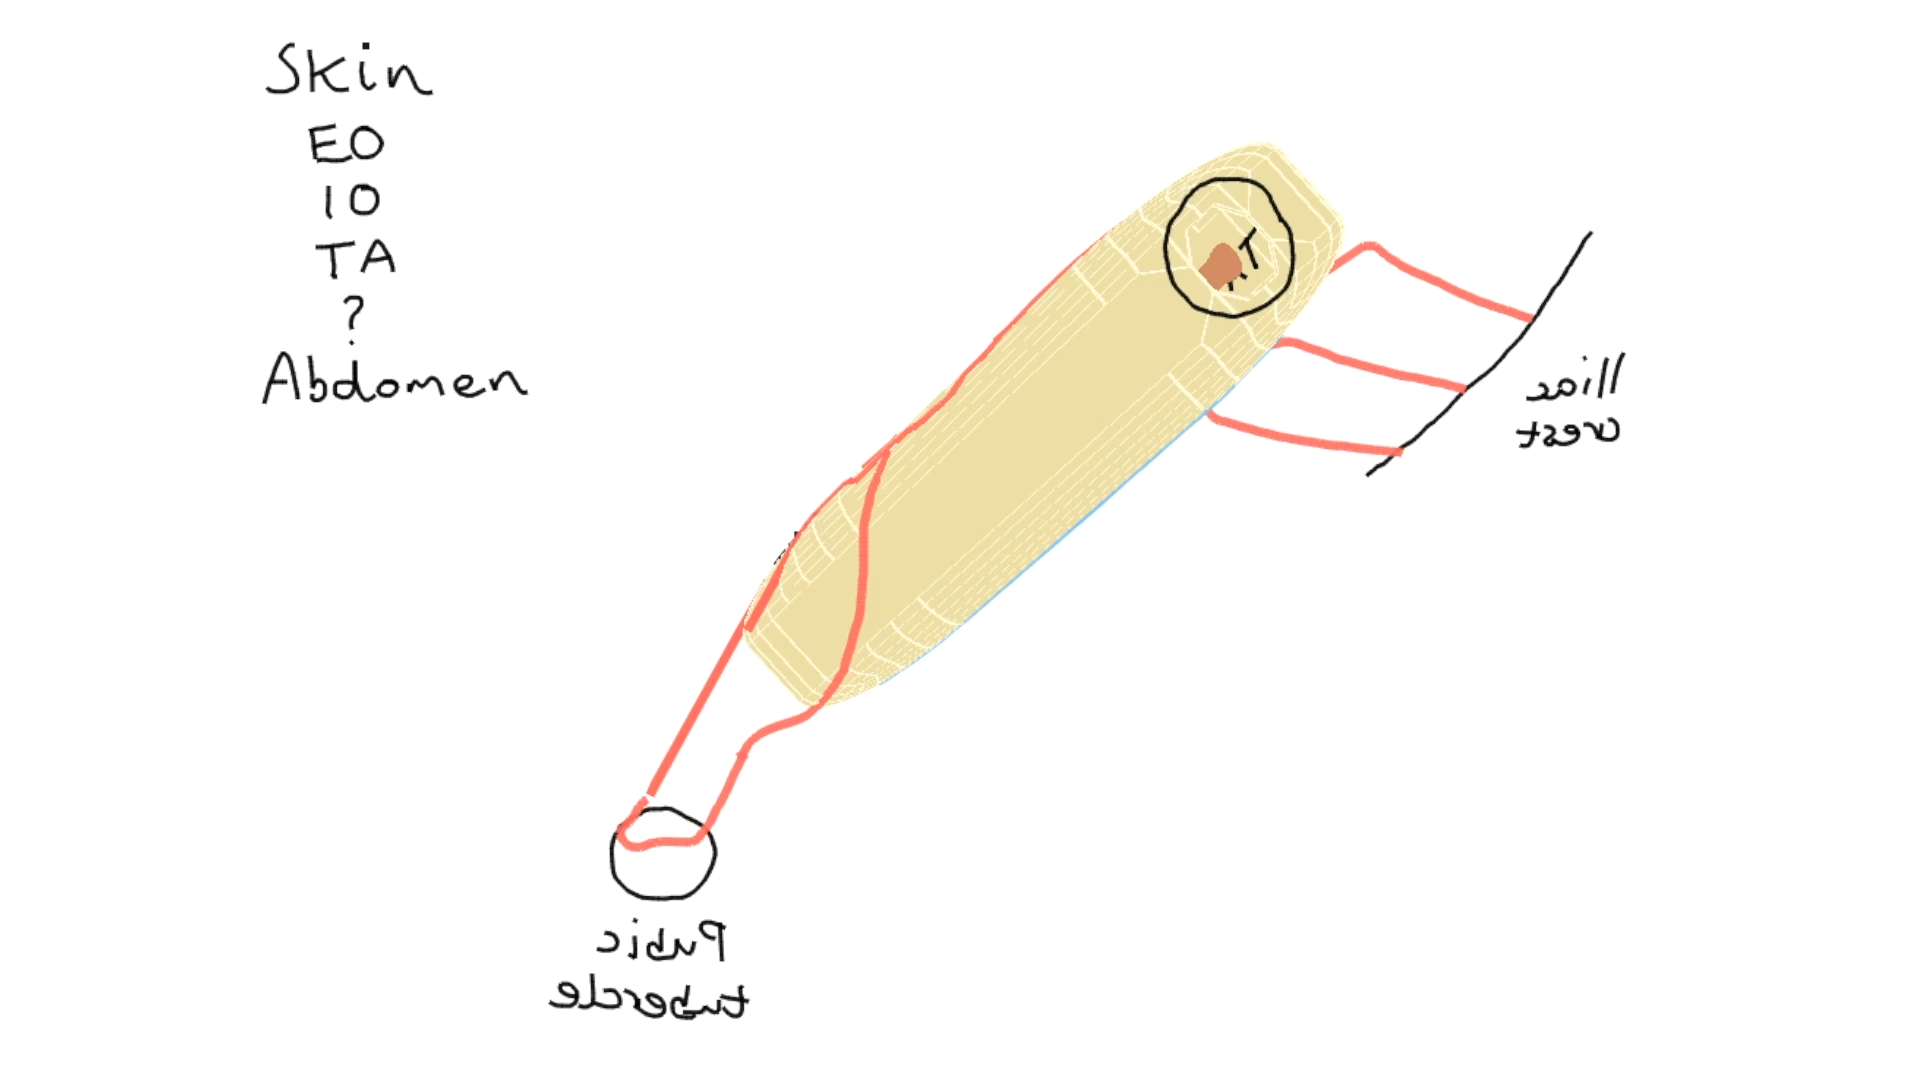 Skin
EO
IO
TA
?
Abdomen
Iliac
crest
Pubic
tubercle